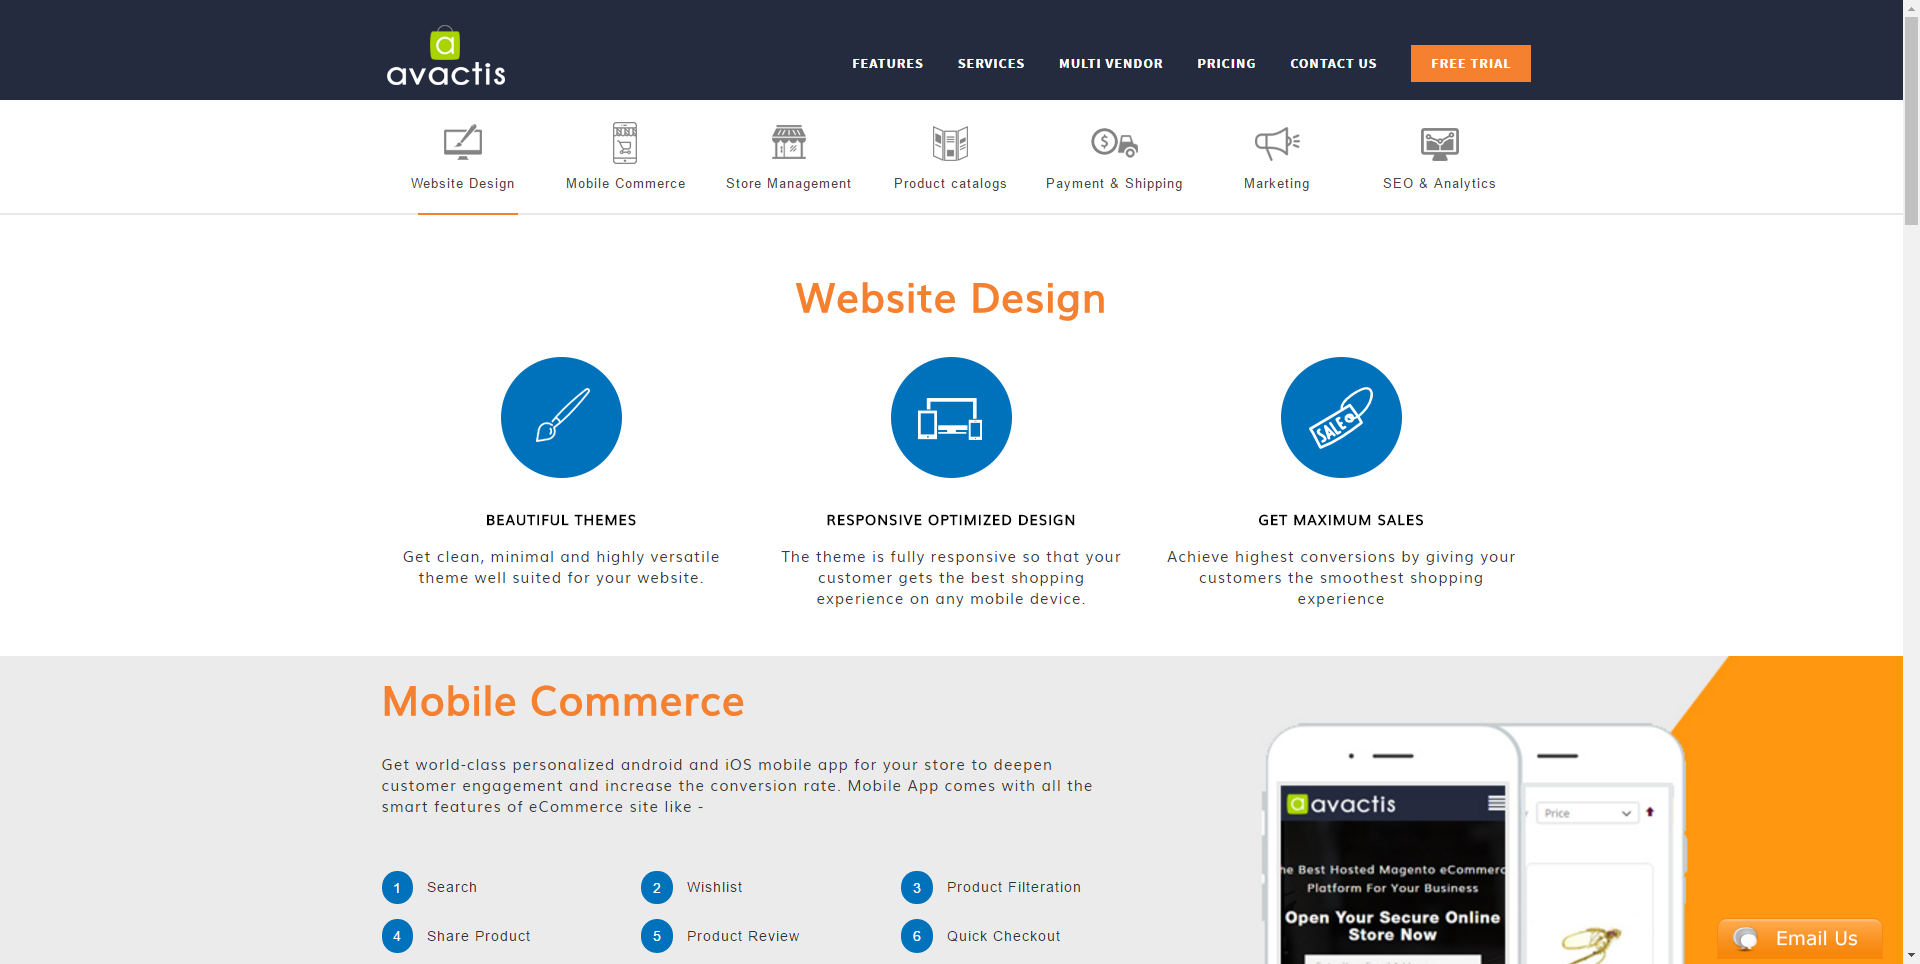 a
avactis
FEATURES
SERVICES
MULTI VENDOR
PRICING
CONTACT US
FREE TRIAL
Website Design
Mobile Commerce
Store Management
Product catalogs
Payment & Shipping
Marketing
SEO & Analytics
Website Design
SALE
BEAUTIFUL THEMES
Get clean, minimal and highly versatile
theme well suited for your website.
RESPONSIVE OPTIMIZED DESIGN
The theme is fully responsive so that your
customer gets the best shopping
experience on any mobile device.
GET MAXIMUM SALES
Achieve highest conversions by giving your
customers the smoothest shopping
experience
Mobile Commerce
Get world-class personalized android and iOS mobile app for your store to deepen
customer engagement and increase the conversion rate. Mobile App comes with all the
smart features of eCommerce site like -
1 Search
2 Wishlist
3 Product Filteration
4 Share Product
5 Product Review
6 Quick Checkout
a avactis
Price
he Best Hosted Magento eCommerc
Platform For Your Business
Open Your Secure Online
Store Now
Email Us